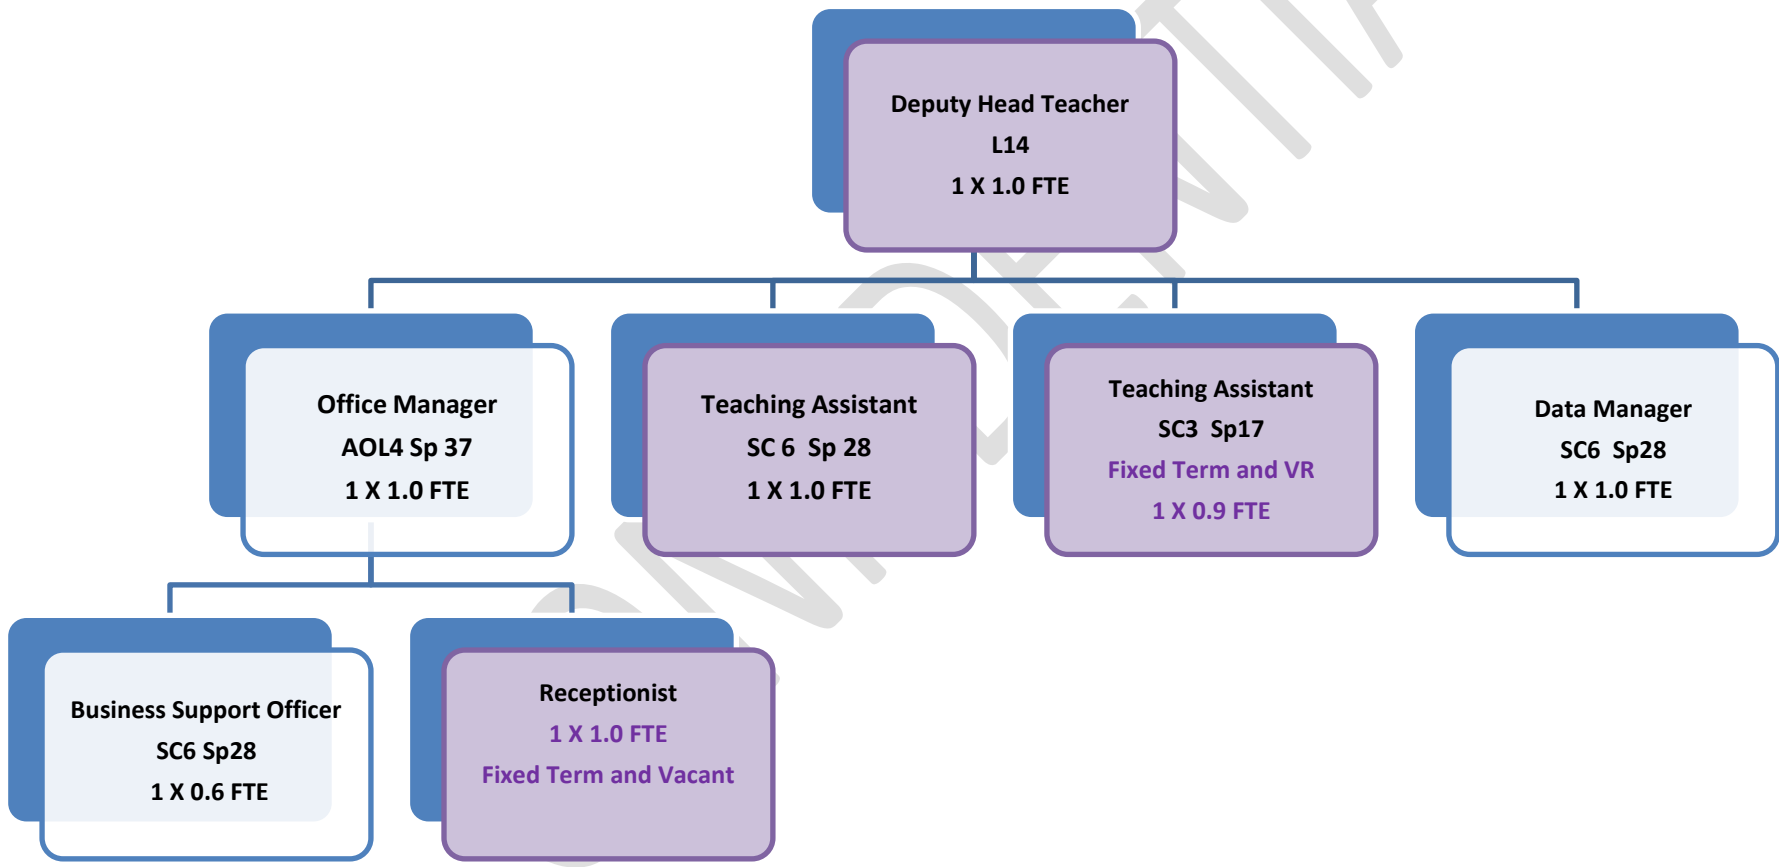 Deputy Head Teacher
L14
1 X 1.0 FTE
Office Manager
AOL4 Sp 37
1 X 1.0 FTE
Teaching Assistant
SC 6 Sp 28
1 X 1.0 FTE
Teaching Assistant
SC3 Sp17
Fixed Term and VR
1 X 0.9 FTE
Data Manager
SC6 Sp28
1 X 1.0 FTE
Business Support Officer
SC6 Sp28
1 X 0.6 FTE
Receptionist
1 X 1.0 FTE
Fixed Term and Vacant